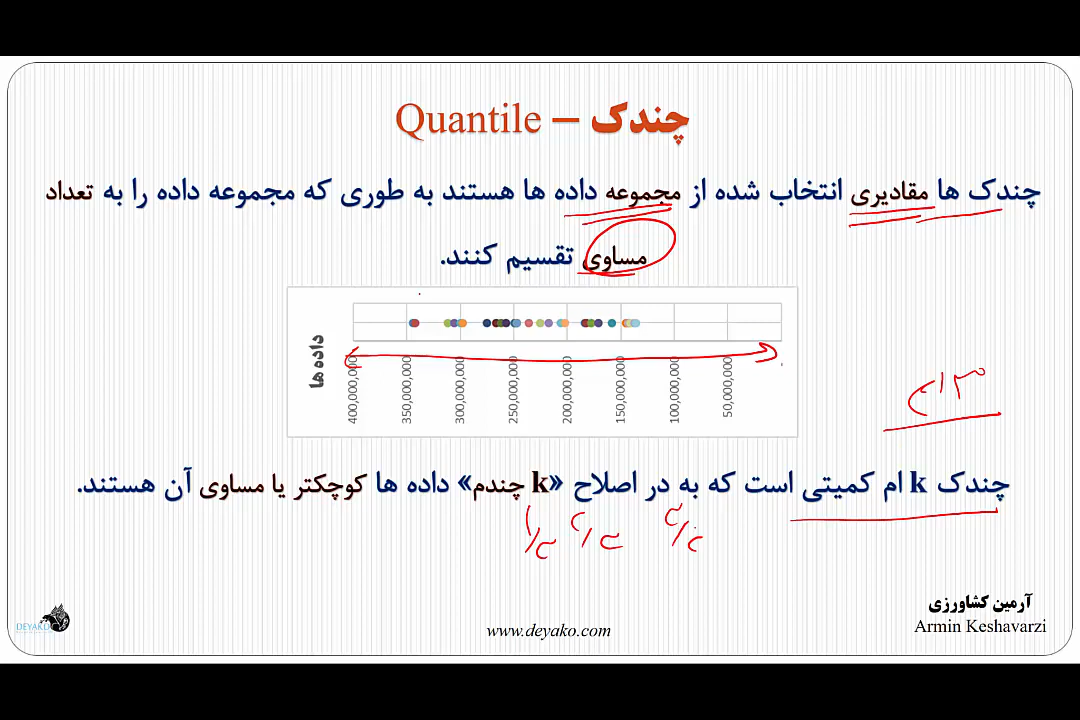 چندک – Quantile
چندک ها مقادیری انتخاب شده از مجموعه داده ها هستند به طوری که مجموعه داده را به تعداد
مساوی تقسیم کنند.
داده ها
400,000,000
350,000,000
300,000,000
250,000,000
200,000,000
150,000,000
100,000,000
50,000,000
-
چندک k ام کمیتی است که به در اصلاح «k چندم» داده ها کوچکتر یا مساوی آن هستند.
آرمین کشاورزی
Armin Keshavarzi
www.deyako.com
DEYAKO